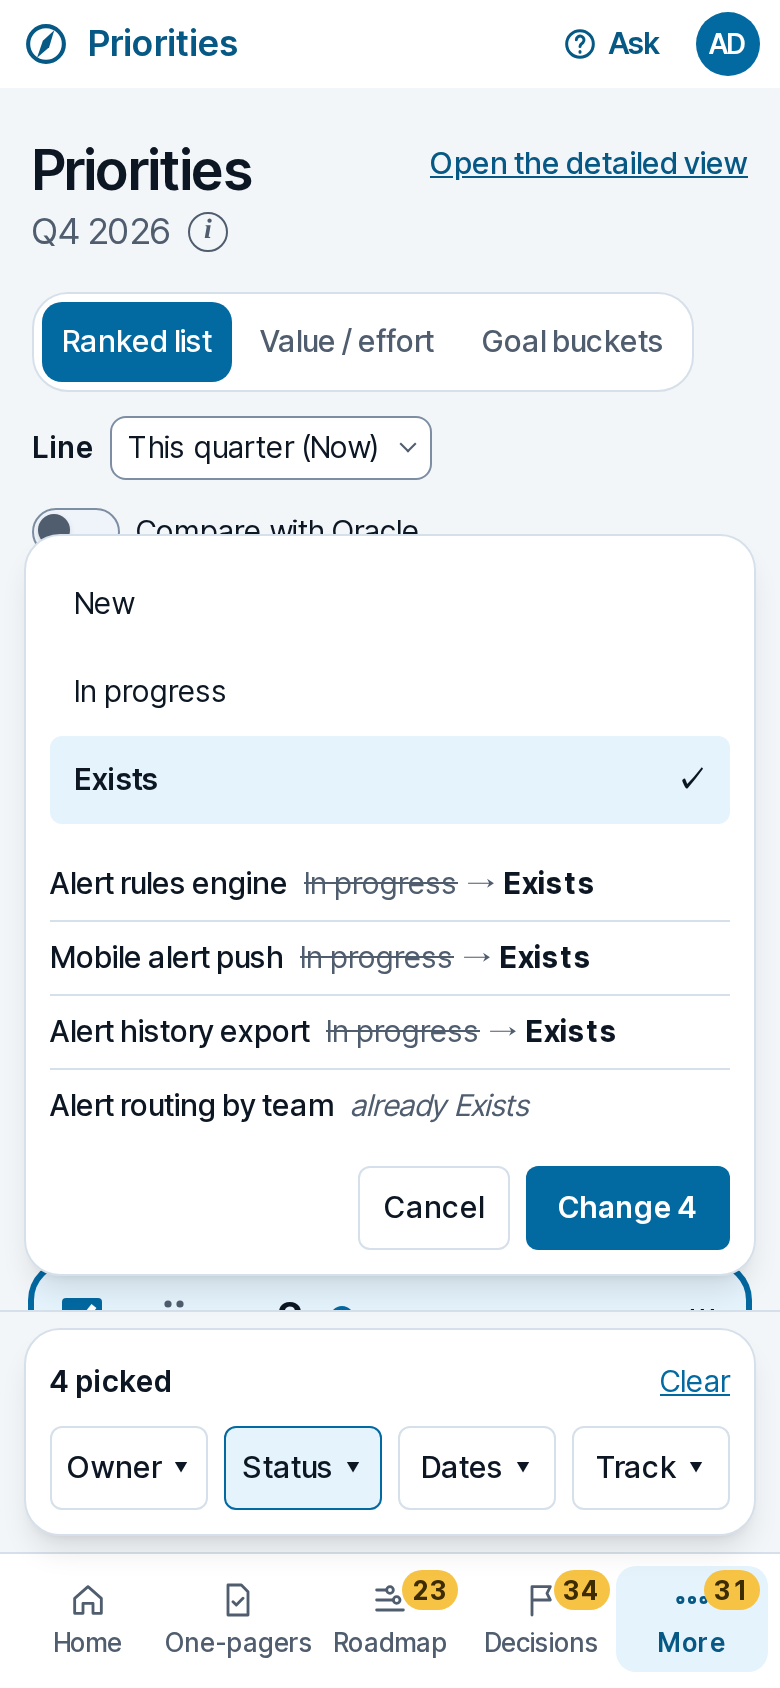 Priorities
Ask
AD
Priorities
Open the detailed view
Q4 2026 i
Ranked list
Value / effort
Goal buckets
Line
This quarter (Now)
Compare with Oracle
New
In progress
Exists ✓
Alert rules engine In progress → Exists
Mobile alert push In progress → Exists
Alert history export In progress → Exists
Alert routing by team already Exists
Cancel
Change 4
4 picked
Clear
Owner ▼
Status ▼
Dates ▼
Track ▼
23
34
31
Home
One-pagers
Roadmap
Decisions
More